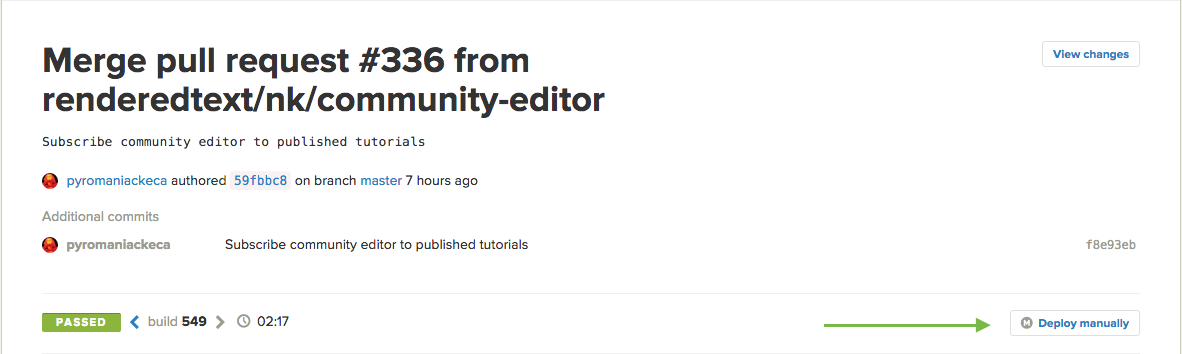 Merge pull request #336 from
View changes
renderedtext/nk/community-editor
Subscribe community editor to published tutorials
pyromaniackeca authored 59fbbc8 on branch master 7 hours ago
Additional commits
pyromaniackeca Subscribe community editor to published tutorials f8e93eb
PASSED build 549 02:17 M Deploy manually